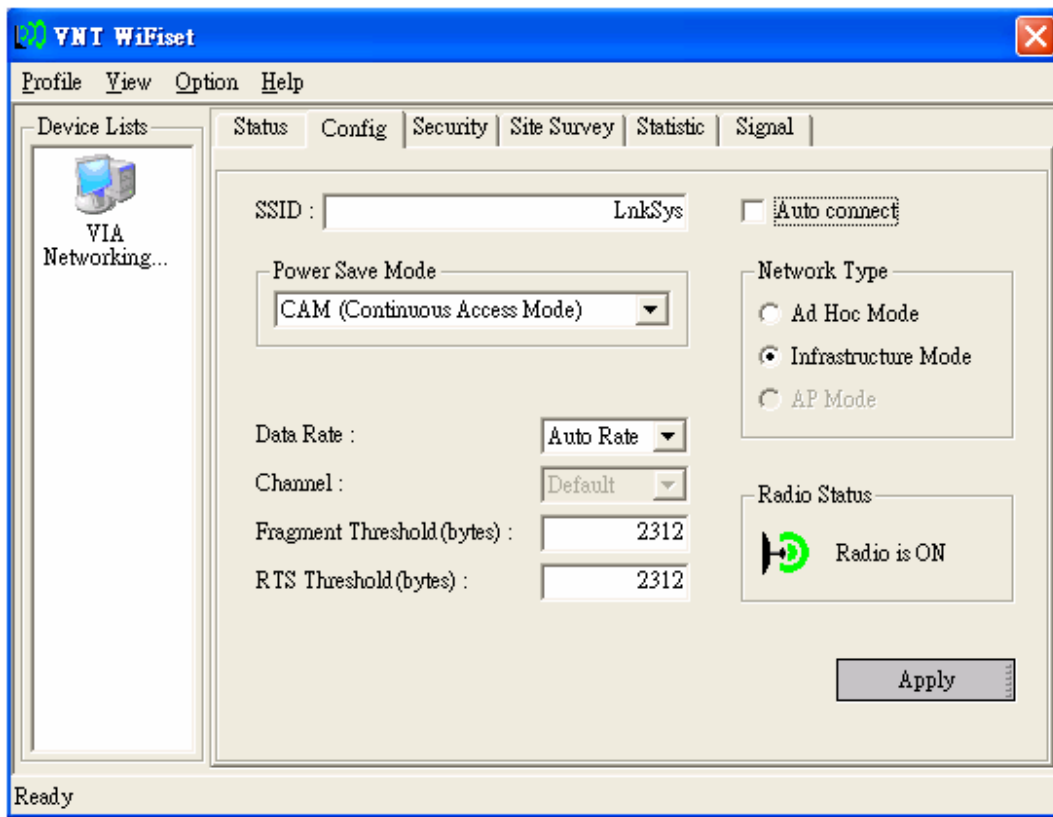 VNT WiFiset
Profile View Option Help
Device Lists
VIA
Networking...
Status Config Security Site Survey Statistic Signal
SSID : LnkSys
Auto connect
Power Save Mode
CAM (Continuous Access Mode)
Network Type
Ad Hoc Mode
Infrastructure Mode
AP Mode
Data Rate : Auto Rate
Channel : Default
Fragment Threshold(bytes) : 2312
RTS Threshold(bytes) : 2312
Radio Status
Radio is ON
Apply
Ready